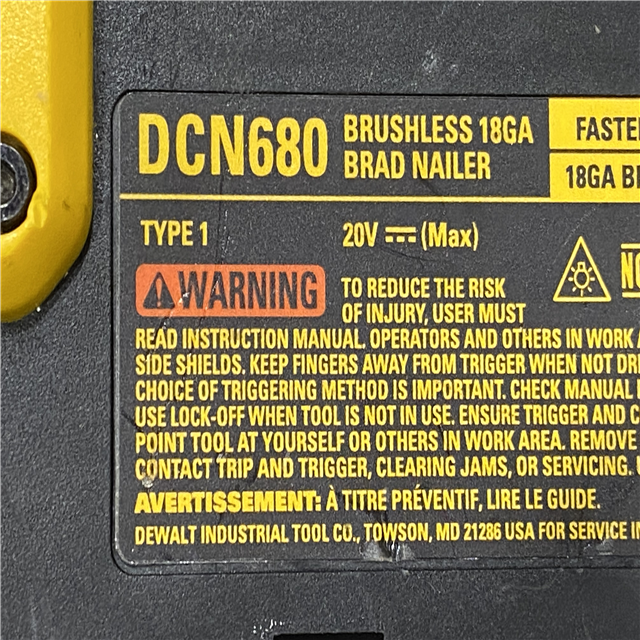 DCN680 BRUSHLESS 18GA
BRAD NAILER
18GA
TYPE 1 20V ⎓ (Max)
WARNING TO REDUCE THE RISK
OF INJURY, USER MUST
READ INSTRUCTION MANUAL. OPERATORS AND OTHERS IN WORK
SIDE SHIELDS. KEEP FINGERS AWAY FROM TRIGGER WHEN NOT
CHOICE OF TRIGGERING METHOD IS IMPORTANT. CHECK MANUAL
USE LOCK-OFF WHEN TOOL IS NOT IN USE. ENSURE TRIGGER AND
POINT TOOL AT YOURSELF OR OTHERS IN WORK AREA. REMOVE
CONTACT TRIP AND TRIGGER, CLEARING JAMS, OR SERVICING.
AVERTISSEMENT: À TITRE PRÉVENTIF, LIRE LE GUIDE.
DEWALT INDUSTRIAL TOOL CO., TOWSON, MD 21286 USA FOR SERVICE